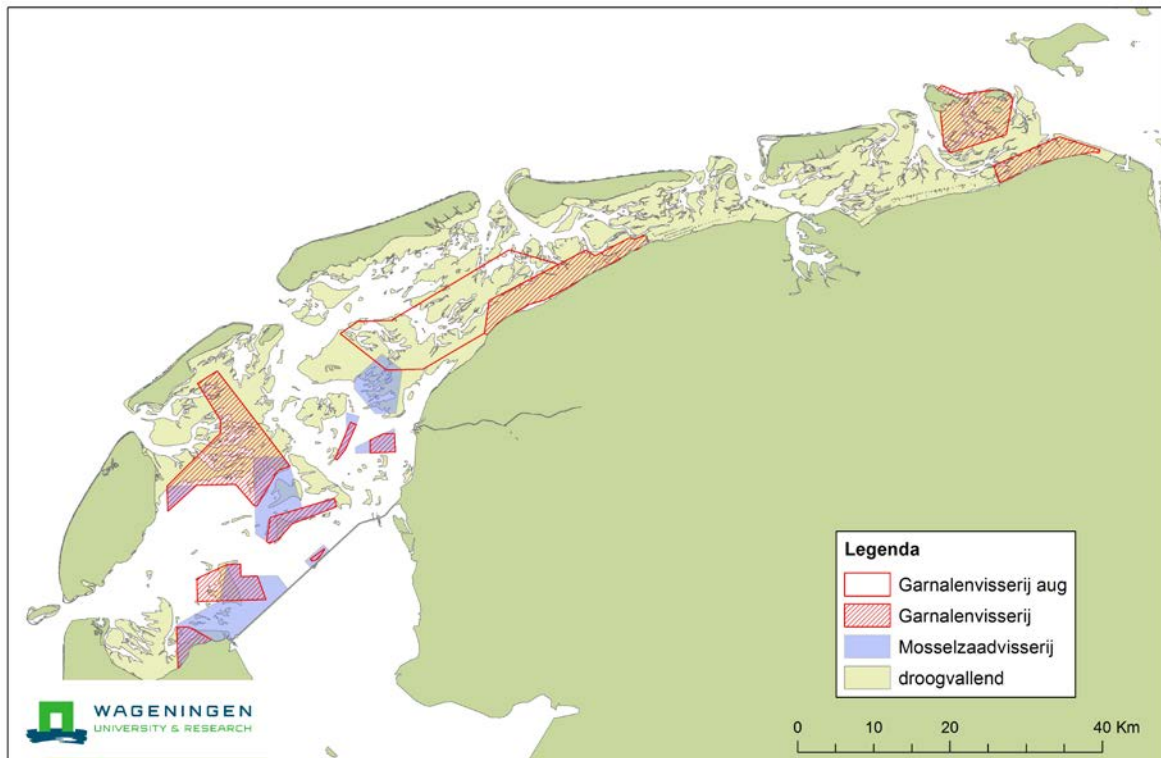 Legenda
Garnalenvisserij aug
Garnalenvisserij
Mosselzaadvisserij
droogvallend
WAGENINGEN
UNIVERSITY & RESEARCH
0 10 20 40 Km